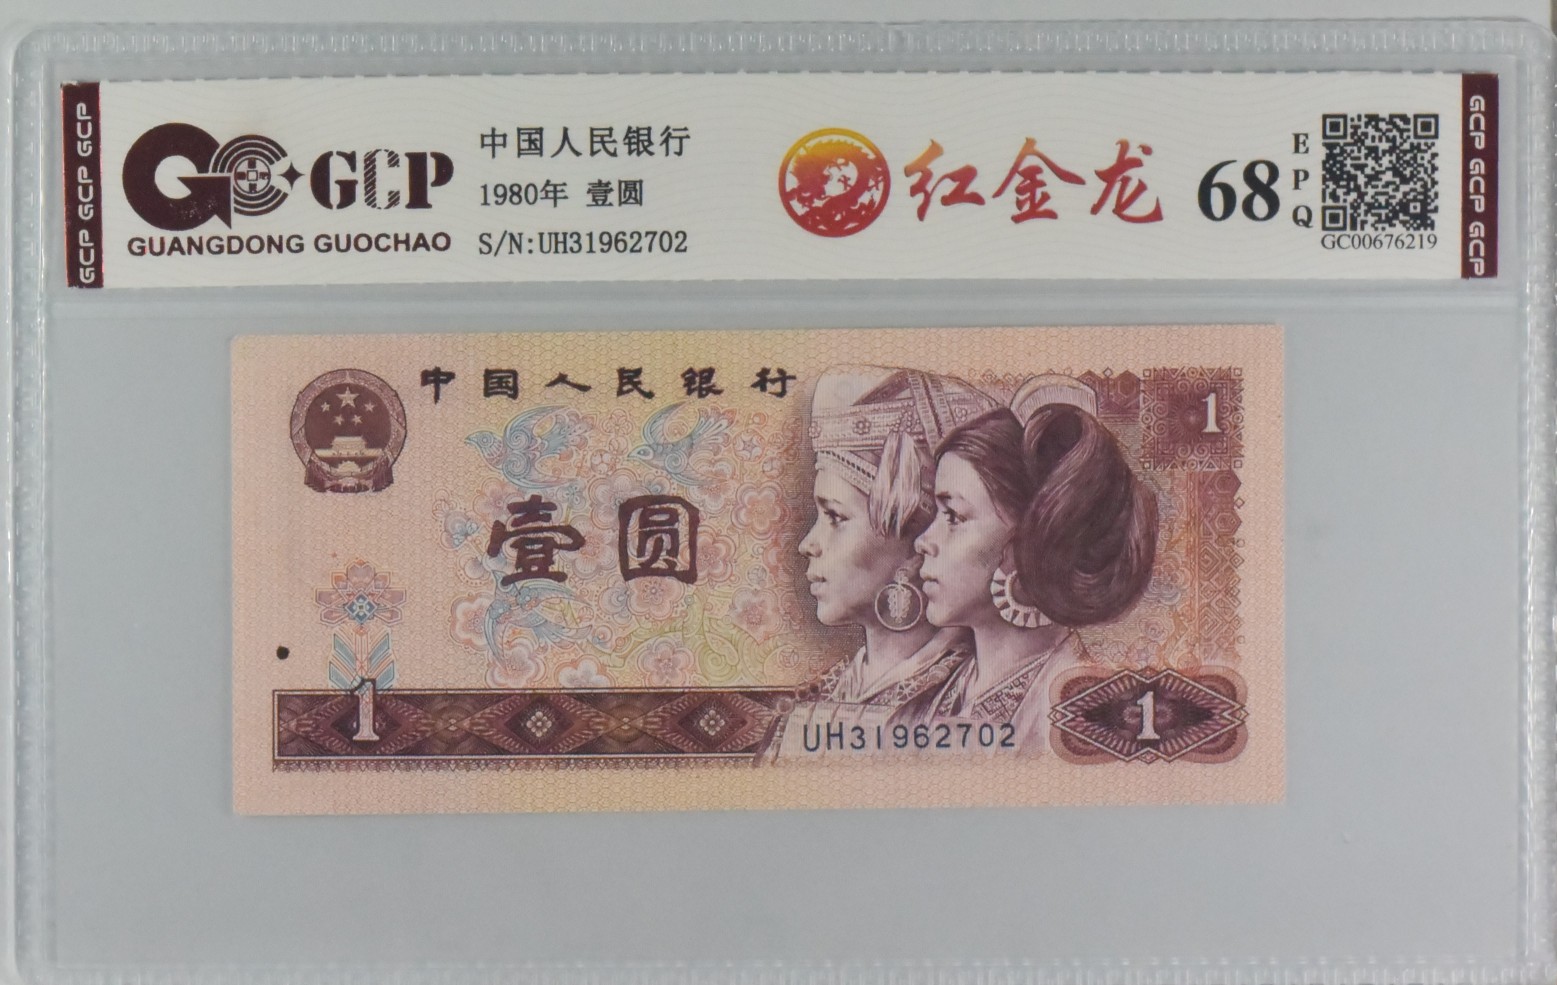 GCP GCP GCP
GCP
GUANGDONG GUOCHAO
中国人民银行
1980年 壹圆
S/N:UH31962702
红金龙
68
EPQ
GC00676219
GCP GCP GCP
中国人民银行
1
壹圆
1
UH31962702
1